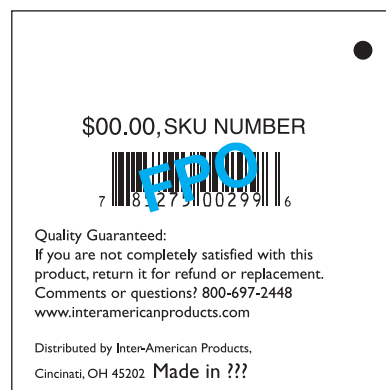 $00.00, SKU NUMBER
FPO
7 85273 00299 6
Quality Guaranteed:
If you are not completely satisfied with this
product, return it for refund or replacement.
Comments or questions? 800-697-2448
www.interamericanproducts.com
Distributed by Inter-American Products,
Cincinati, OH 45202 Made in ???